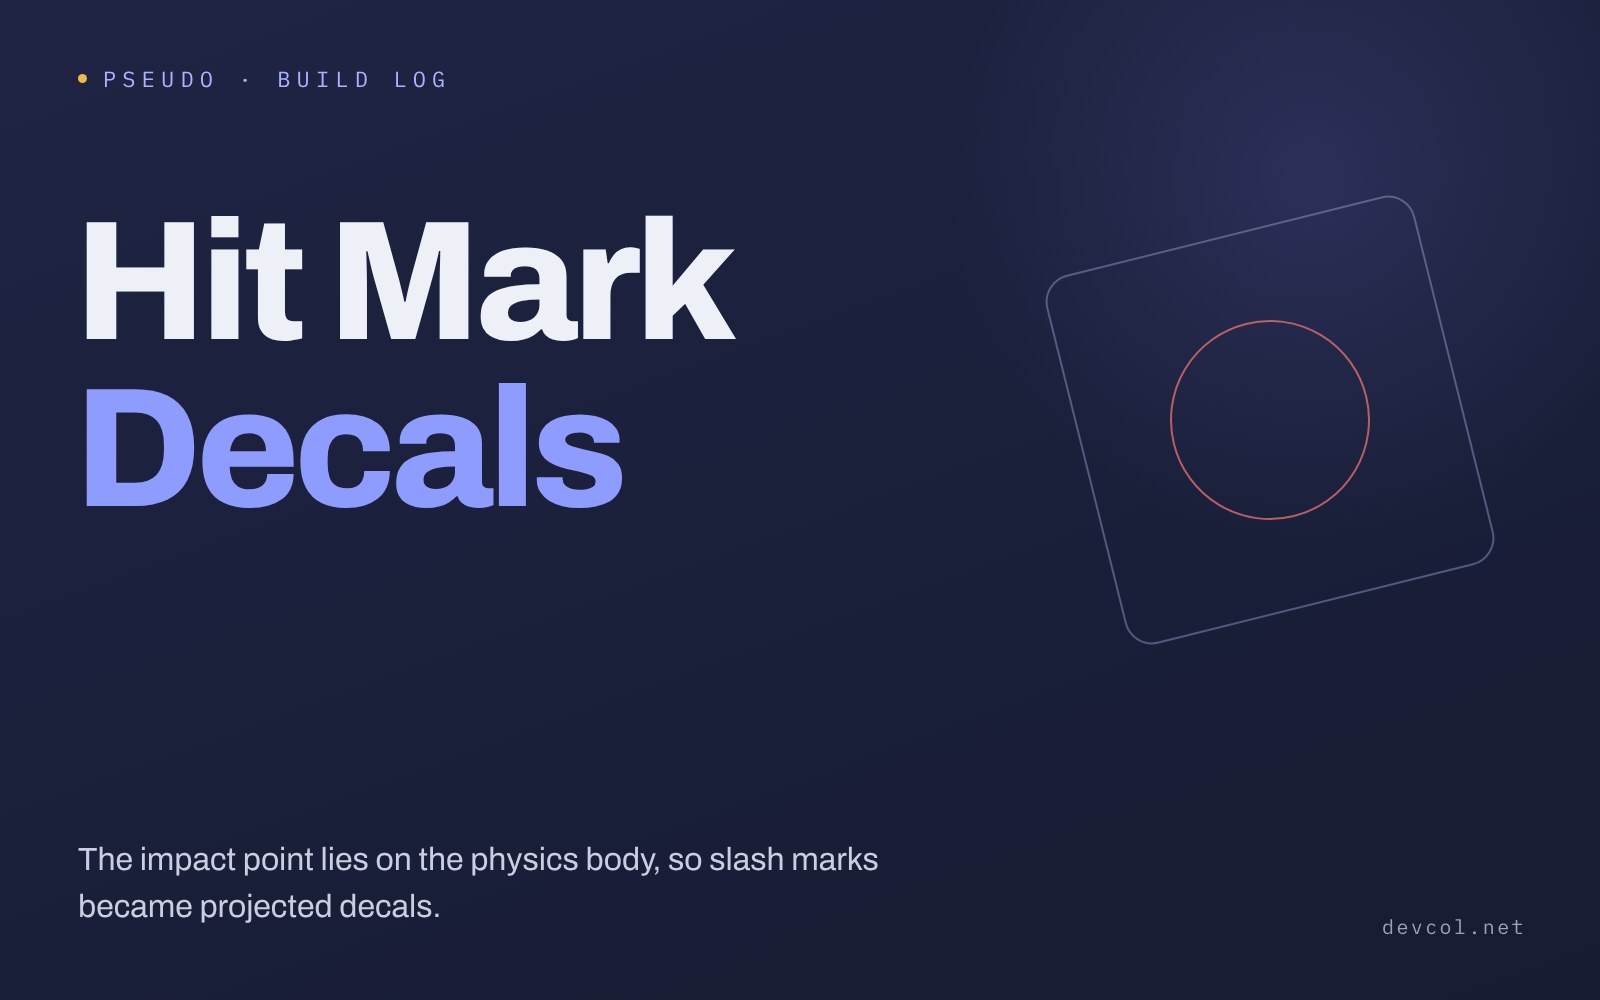 PSEUDO · BUILD LOG
Hit Mark
Decals
The impact point lies on the physics body, so slash marks
became projected decals.
devcol.net